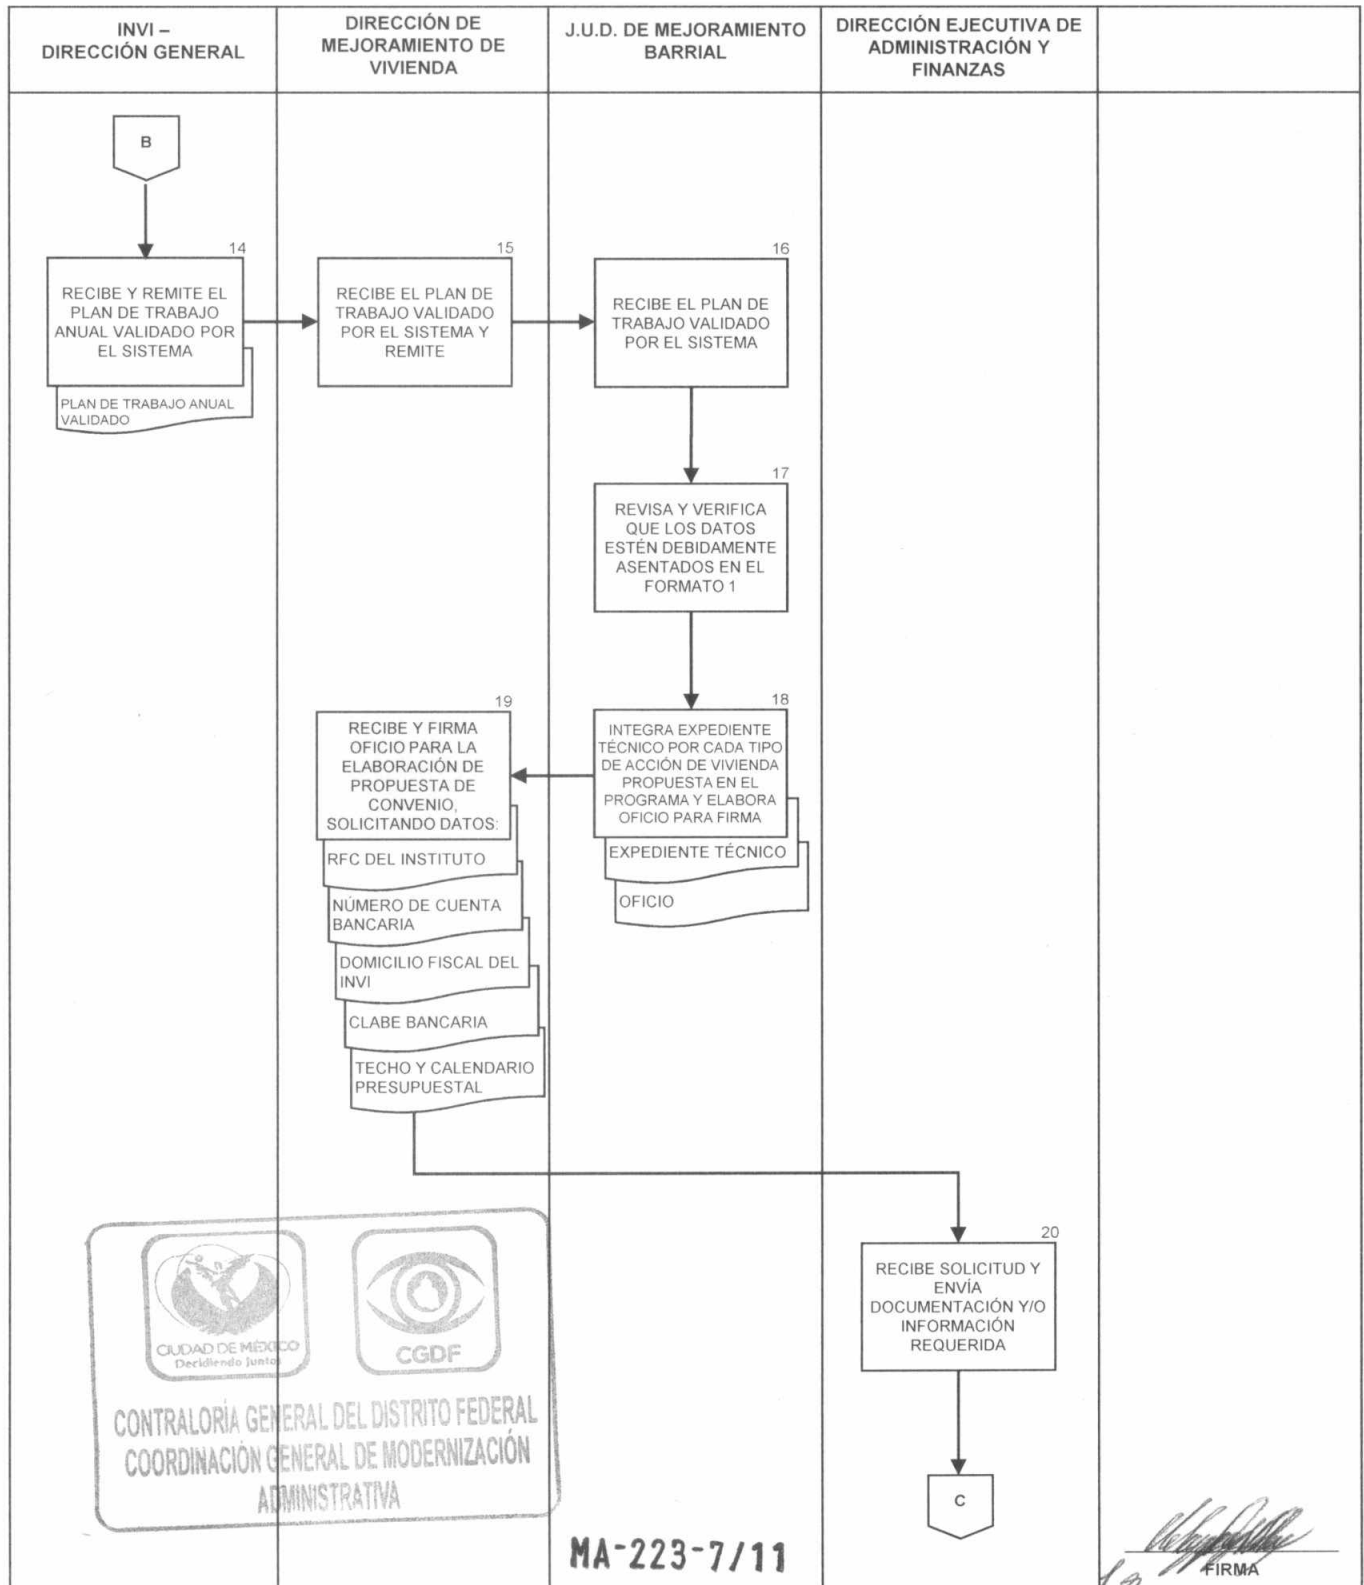 INVI –
DIRECCIÓN GENERAL
DIRECCIÓN DE
MEJORAMIENTO DE
VIVIENDA
J.U.D. DE MEJORAMIENTO
BARRIAL
DIRECCIÓN EJECUTIVA DE
ADMINISTRACIÓN Y
FINANZAS
B
14
RECIBE Y REMITE EL
PLAN DE TRABAJO
ANUAL VALIDADO POR
EL SISTEMA
PLAN DE TRABAJO ANUAL
VALIDADO
15
RECIBE EL PLAN DE
TRABAJO VALIDADO
POR EL SISTEMA Y
REMITE
16
RECIBE EL PLAN DE
TRABAJO VALIDADO
POR EL SISTEMA
17
REVISA Y VERIFICA
QUE LOS DATOS
ESTÉN DEBIDAMENTE
ASENTADOS EN EL
FORMATO 1
18
INTEGRA EXPEDIENTE
TÉCNICO POR CADA TIPO
DE ACCIÓN DE VIVIENDA
PROPUESTA EN EL
PROGRAMA Y ELABORA
OFICIO PARA FIRMA
EXPEDIENTE TÉCNICO
OFICIO
19
RECIBE Y FIRMA
OFICIO PARA LA
ELABORACIÓN DE
PROPUESTA DE
CONVENIO,
SOLICITANDO DATOS:
RFC DEL INSTITUTO
NÚMERO DE CUENTA
BANCARIA
DOMICILIO FISCAL DEL
INVI
CLABE BANCARIA
TECHO Y CALENDARIO
PRESUPUESTAL
20
RECIBE SOLICITUD Y
ENVÍA
DOCUMENTACIÓN Y/O
INFORMACIÓN
REQUERIDA
C
CIUDAD DE MÉXICO
Decidiendo Juntos
CGDF
CONTRALORÍA GENERAL DEL DISTRITO FEDERAL
COORDINACIÓN GENERAL DE MODERNIZACIÓN
ADMINISTRATIVA
MA-223-7/11
FIRMA